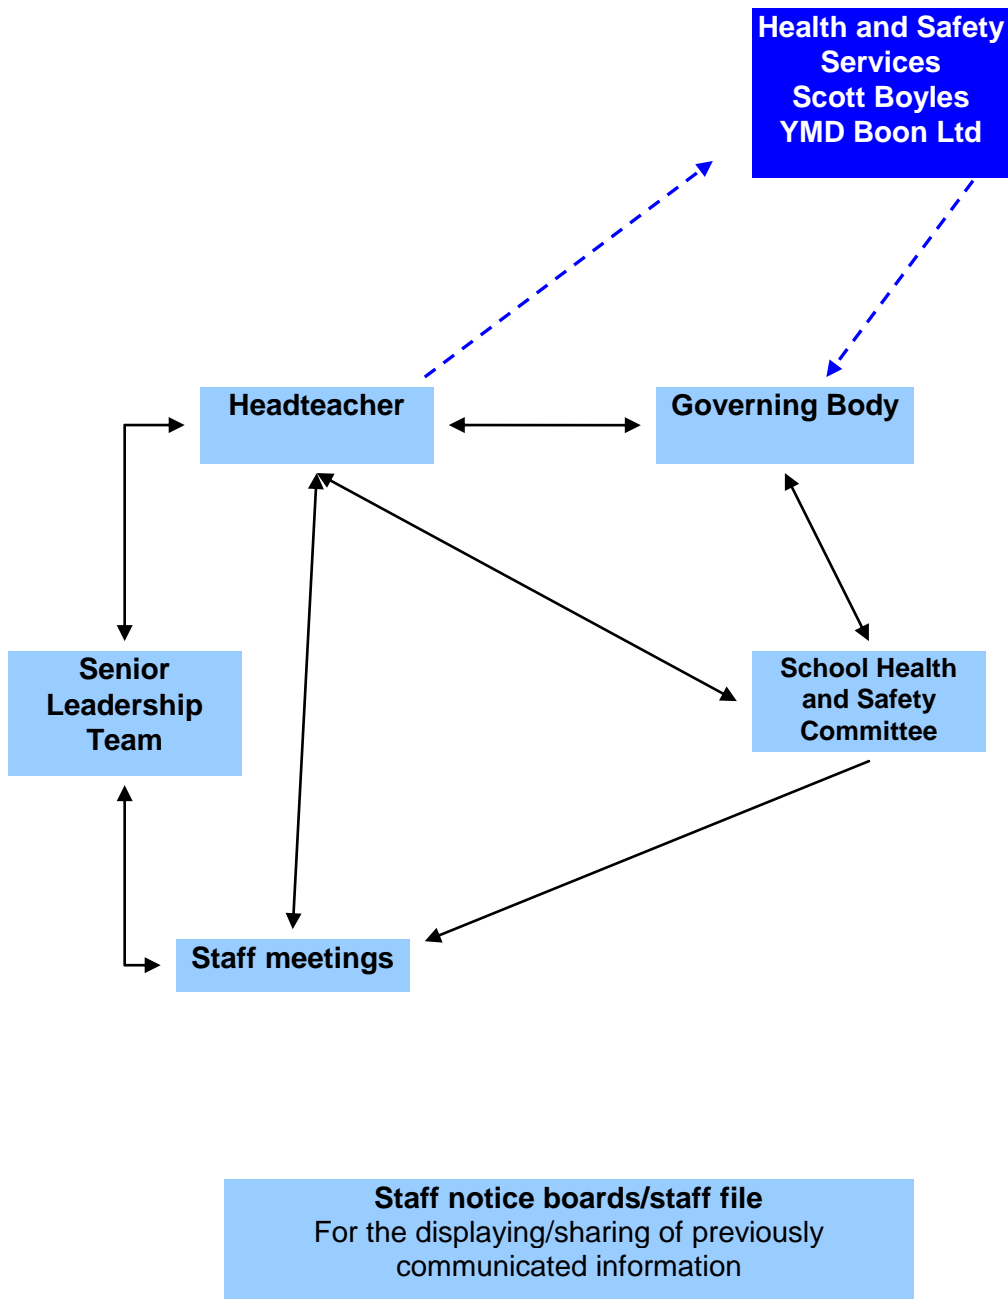 Health and Safety
Services
Scott Boyles
YMD Boon Ltd
Headteacher
Governing Body
Senior
Leadership
Team
School Health
and Safety
Committee
Staff meetings
Staff notice boards/staff file
For the displaying/sharing of previously
communicated information